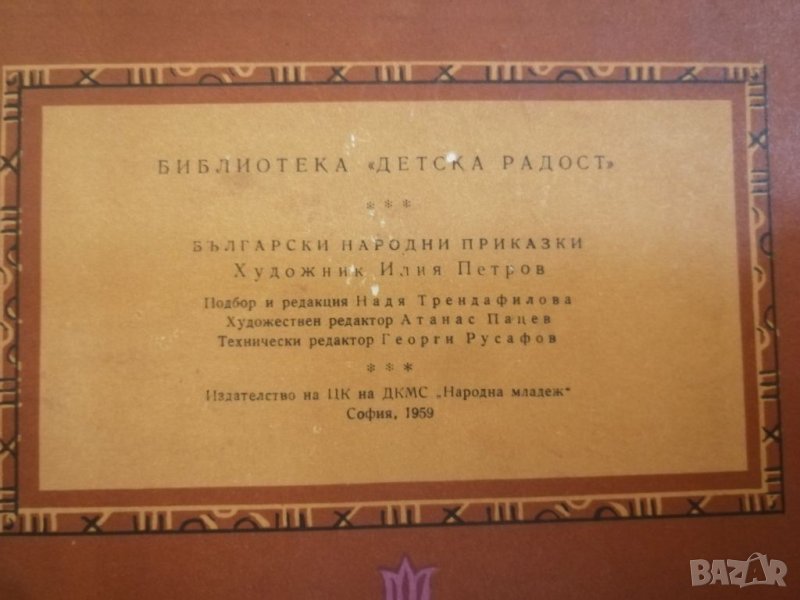 БИБЛИОТЕКА «ДЕТСКА РАДОСТ»
* * *
БЪЛГАРСКИ НАРОДНИ ПРИКАЗКИ
Художник Илия Петров
Подбор и редакция Надя Трендафилова
Художествен редактор Атанас Пацев
Технически редактор Георги Русафов
* * *
Издателство на ЦК на ДКМС „Народна младеж“
София, 1959
BAZAR